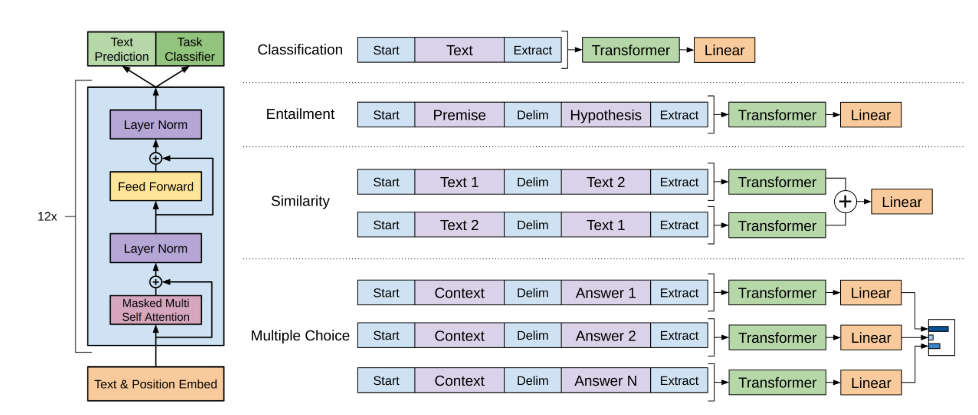 Text
Prediction
Task
Classifier
Layer Norm
Feed Forward
12x
Layer Norm
Masked Multi
Self Attention
Text & Position Embed
Classification Start Text Extract Transformer Linear
Entailment Start Premise Delim Hypothesis Extract Transformer Linear
Similarity
Start Text 1 Delim Text 2 Extract Transformer
Start Text 2 Delim Text 1 Extract Transformer
Linear
Multiple Choice
Start Context Delim Answer 1 Extract Transformer Linear
Start Context Delim Answer 2 Extract Transformer Linear
Start Context Delim Answer N Extract Transformer Linear